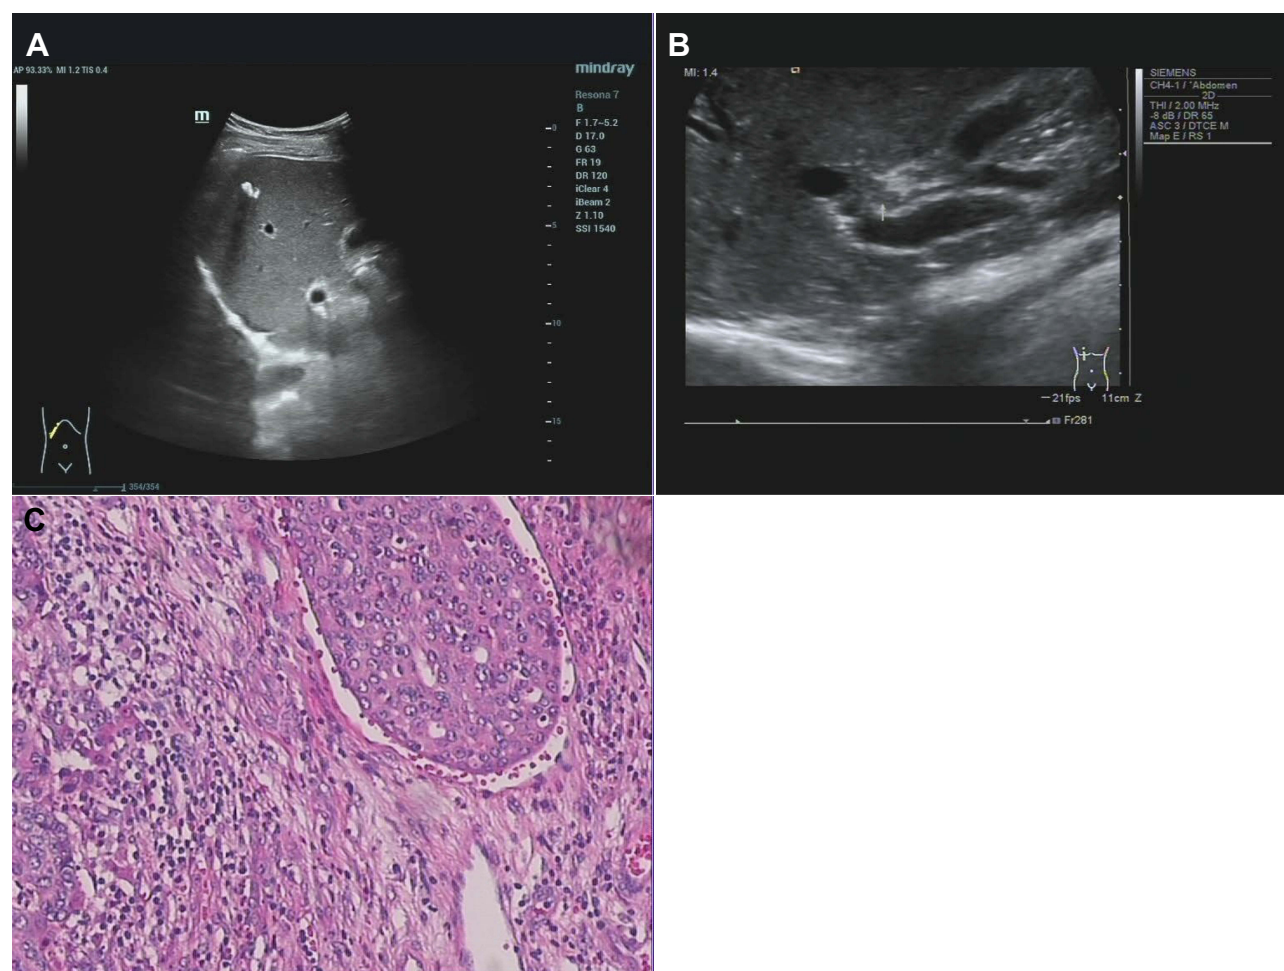 A
AP 93.33% MI 1.2 TIS 0.4
mindray
m
Resona 7
B
F 1.7-5.2
D 17.0
G 63
FR 19
DR 120
iClear 4
iBeam 2
Z 1.10
SSI 1540
0
5
10
15
354/354
B
MI: 1.4
SIEMENS
CH4-1 / *Abdomen
2D
THI / 2.00 MHz
-8 dB / DR 65
ASC 3 / DTCE M
Map E / RS 1
21fps 11cm Z
Fr281
C